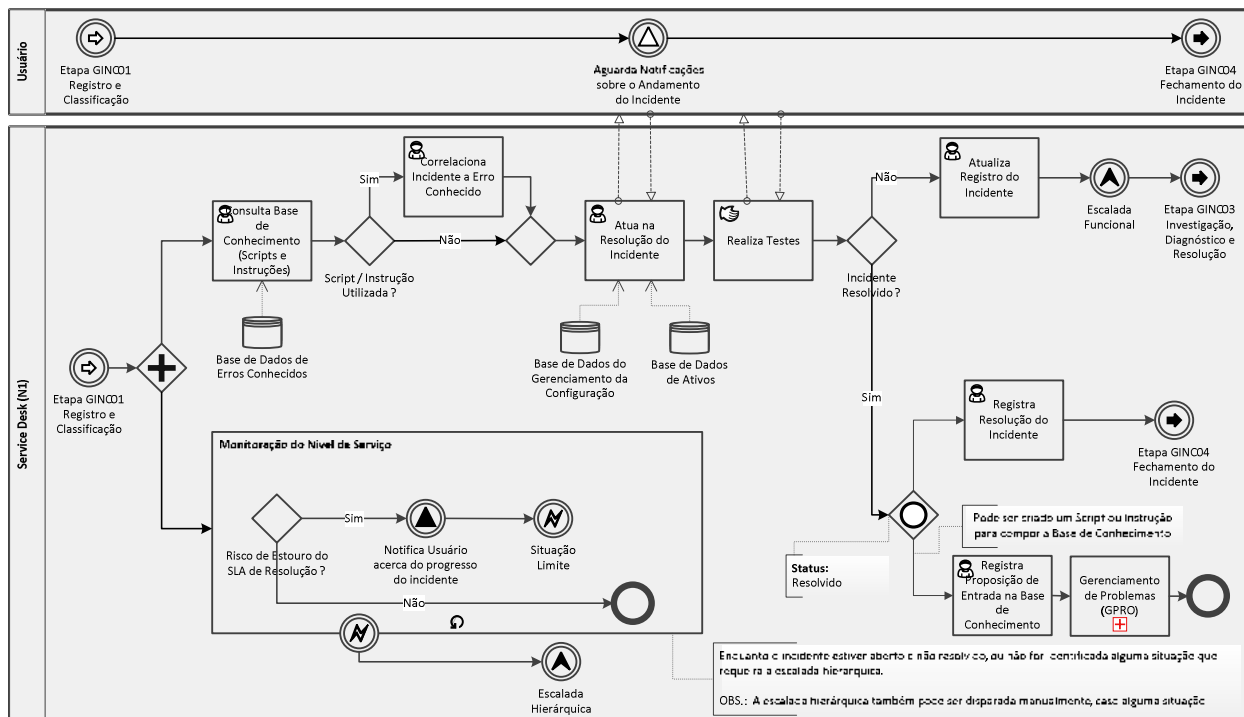 Usuário
Etapa GINC01
Registro e
Classificação
Aguarda Notificações
sobre o Andamento
do Incidente
Etapa GINC04
Fechamento do
Incidente
Service Desk (N1)
Etapa GINC01
Registro e
Classificação
Consulta Base
de
Conhecimento
(Scripts e
Instruções)
Base de Dados de
Erros Conhecidos
Script / Instrução
Utilizada ?
Sim
Não
Correlaciona
Incidente a Erro
Conhecido
Atua na
Resolução do
Incidente
Base de Dados do
Gerenciamento da
Configuração
Base de Dados
de Ativos
Realiza Testes
Incidente
Resolvido ?
Não
Sim
Atualiza
Registro do
Incidente
Escalada
Funcional
Etapa GINC03
Investigação,
Diagnóstico e
Resolução
Registra
Resolução do
Incidente
Etapa GINC04
Fechamento do
Incidente
Pode ser criado um Script ou Instrução
para compor a Base de Conhecimento
Status:
Resolvido
Registra
Proposição de
Entrada na Base
de
Conhecimento
Gerenciamento
de Problemas
(GPRO)
Monitoração do Nível de Serviço
Risco de Estouro do
SLA de Resolução ?
Sim
Não
Notifica Usuário
acerca do progresso
do incidente
Situação
Limite
Escalada
Hierárquica
Enquanto o incidente estiver aberto e não resolvido, ou não for identificada alguma situação que
requeira a escalada hierárquica.
OBS.: A escalada hierárquica também pode ser disparada manualmente, caso alguma situação